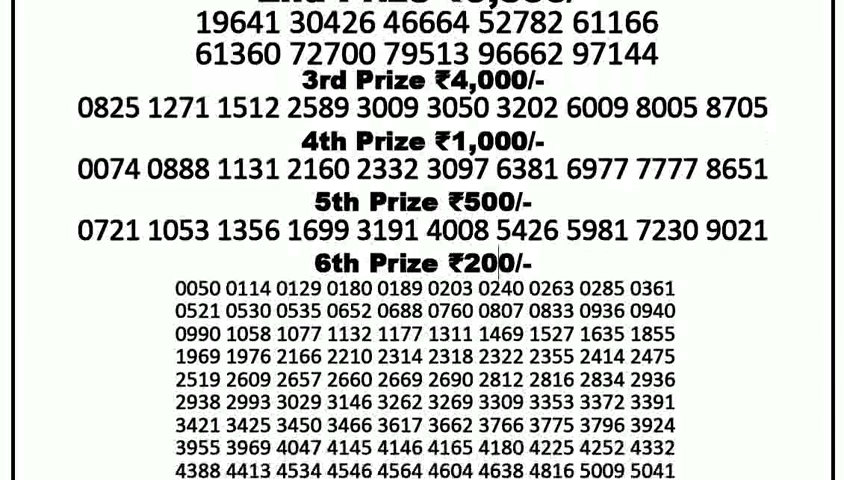 19641 30426 46664 52782 61166
61360 72700 79513 96662 97144
3rd Prize ₹4,000/-
0825 1271 1512 2589 3009 3050 3202 6009 8005 8705
4th Prize ₹1,000/-
0074 0888 1131 2160 2332 3097 6381 6977 7777 8651
5th Prize ₹500/-
0721 1053 1356 1699 3191 4008 5426 5981 7230 9021
6th Prize ₹200/-
0050 0114 0129 0180 0189 0203 0240 0263 0285 0361
0521 0530 0535 0652 0688 0760 0807 0833 0936 0940
0990 1058 1077 1132 1177 1311 1469 1527 1635 1855
1969 1976 2166 2210 2314 2318 2322 2355 2414 2475
2519 2609 2657 2660 2669 2690 2812 2816 2834 2936
2938 2993 3029 3146 3262 3269 3309 3353 3372 3391
3421 3425 3450 3466 3617 3662 3766 3775 3796 3924
3955 3969 4047 4145 4146 4165 4180 4225 4252 4332
4388 4413 4534 4546 4564 4604 4638 4816 5009 5041